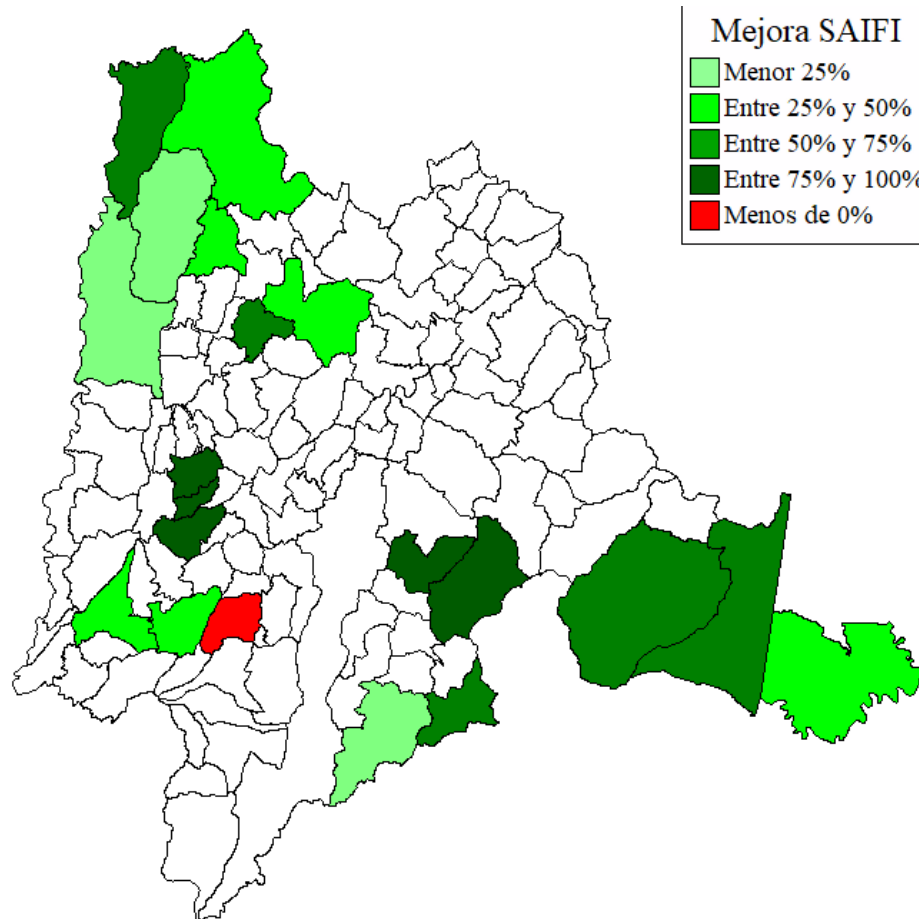 Mejora SAIFI
Menor 25%
Entre 25% y 50%
Entre 50% y 75%
Entre 75% y 100%
Menos de 0%